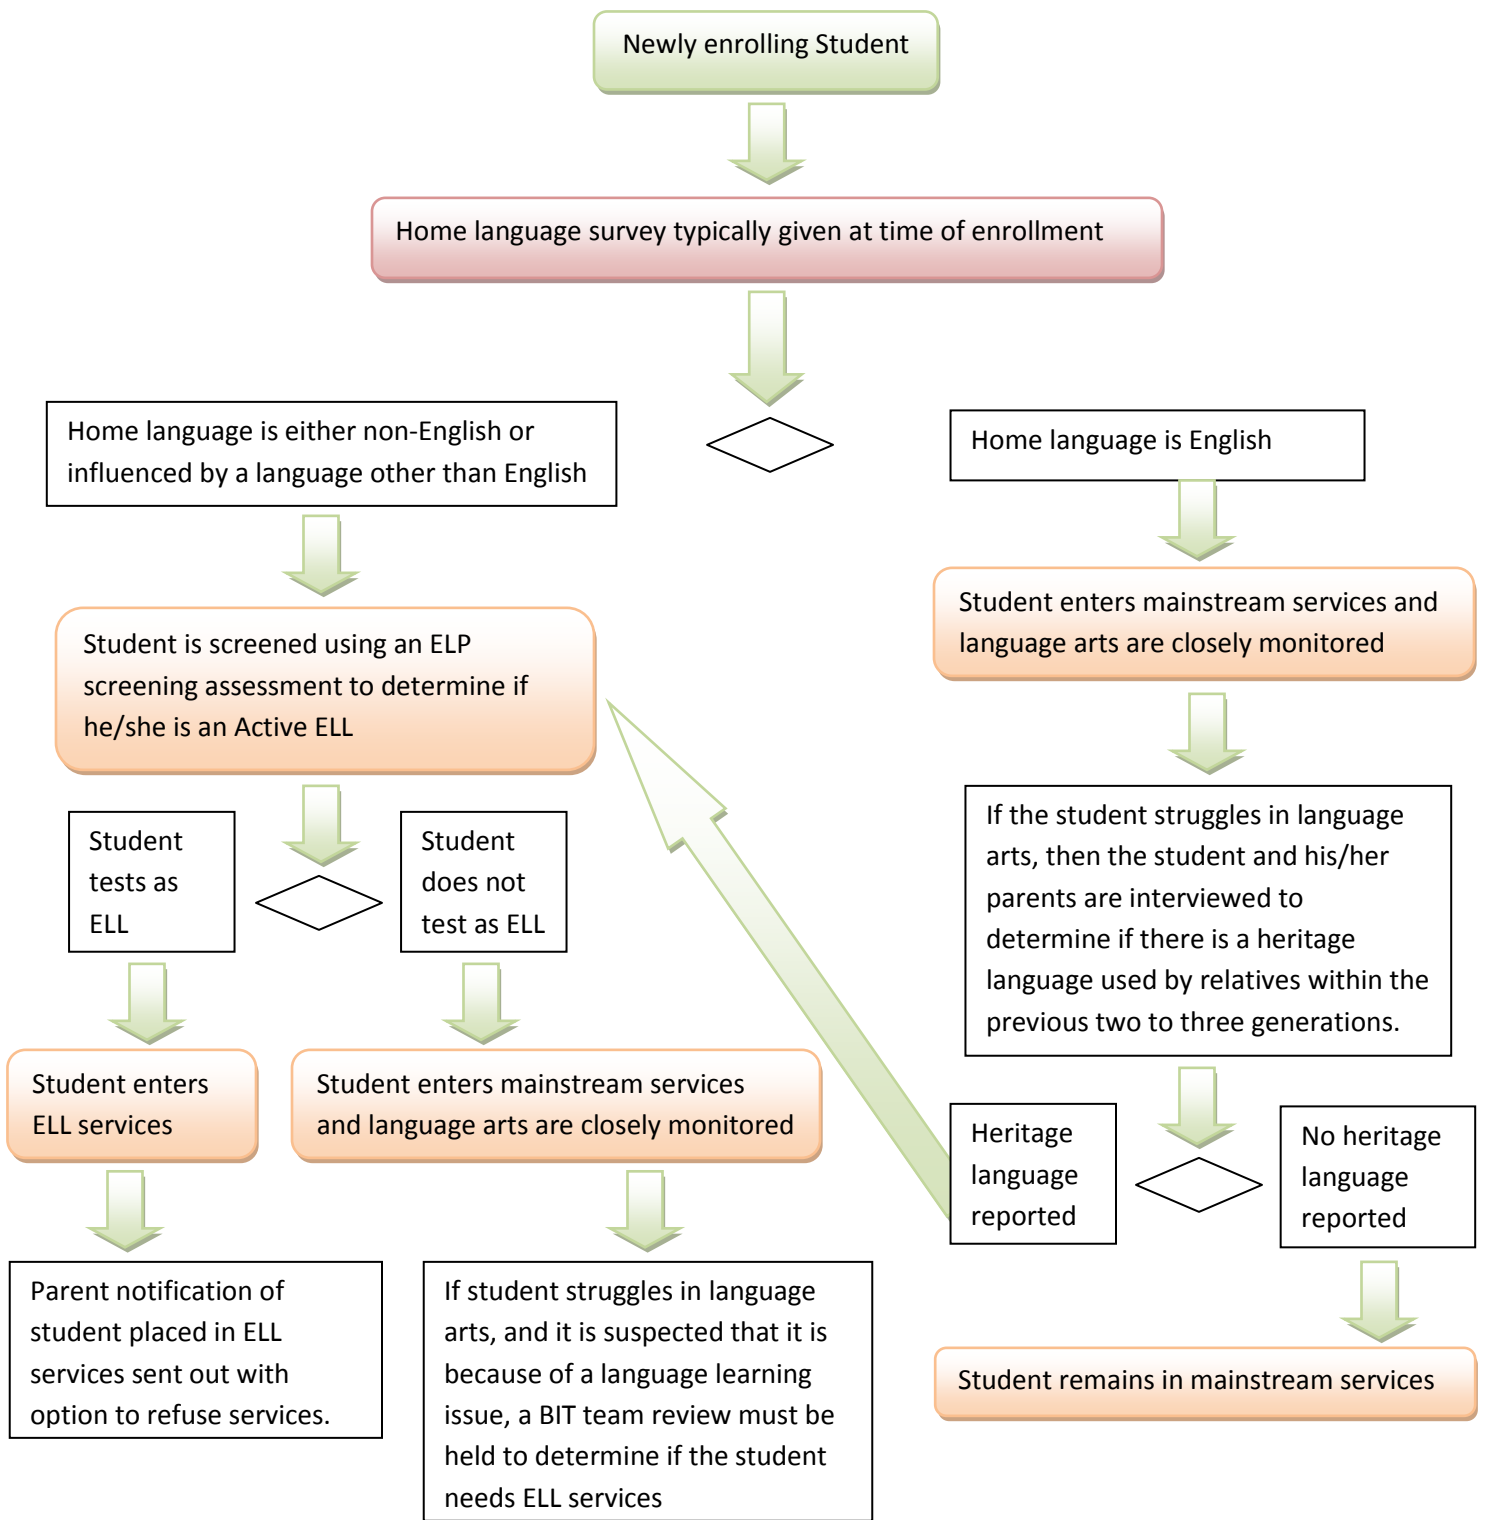 Newly enrolling Student
Home language survey typically given at time of enrollment
Home language is either non-English or
influenced by a language other than English
Home language is English
Student is screened using an ELP
screening assessment to determine if
he/she is an Active ELL
Student enters mainstream services and
language arts are closely monitored
Student
tests as
ELL
Student
does not
test as ELL
If the student struggles in language
arts, then the student and his/her
parents are interviewed to
determine if there is a heritage
language used by relatives within the
previous two to three generations.
Student enters
ELL services
Student enters mainstream services
and language arts are closely monitored
Heritage
language
reported
No heritage
language
reported
Parent notification of
student placed in ELL
services sent out with
option to refuse services.
If student struggles in language
arts, and it is suspected that it is
because of a language learning
issue, a BIT team review must be
held to determine if the student
needs ELL services
Student remains in mainstream services